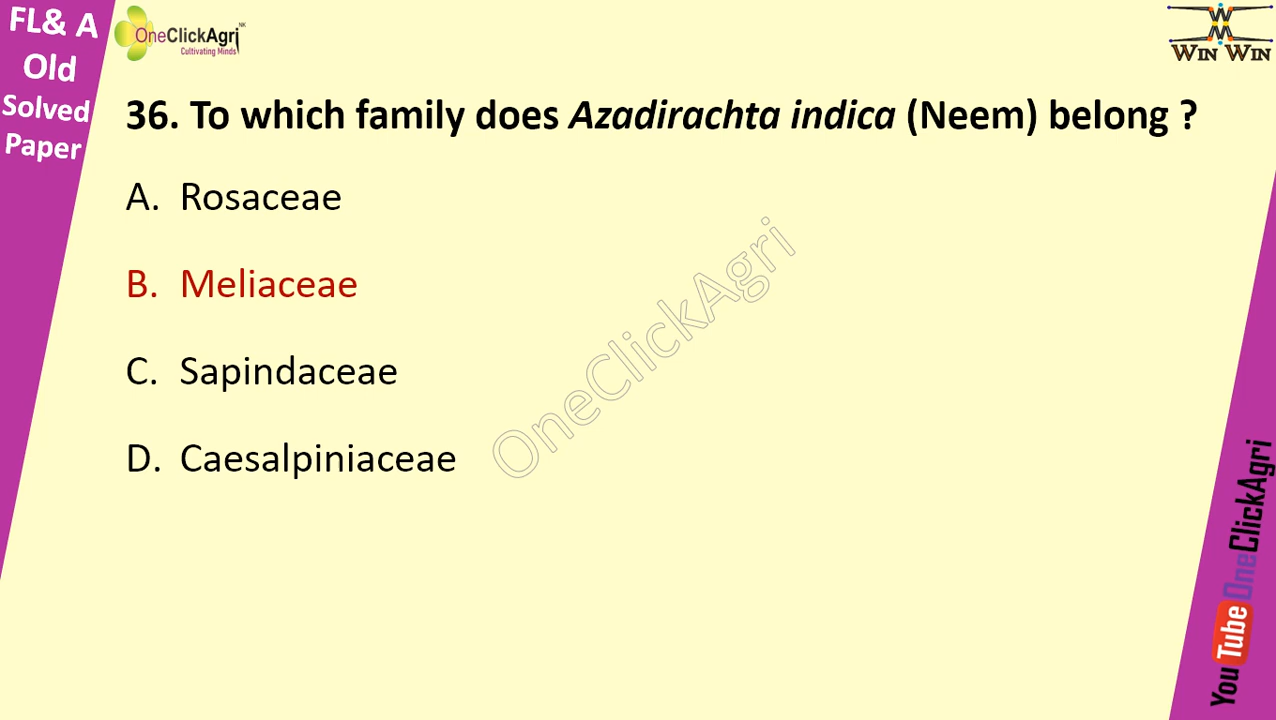 FL& A
Old
Solved
Paper
OneClickAgri NK
Cultivating Minds
WIN WIN
36. To which family does Azadirachta indica (Neem) belong ?
A. Rosaceae
B. Meliaceae
C. Sapindaceae
D. Caesalpiniaceae
OneClickAgri
YouTube OneClickAgri